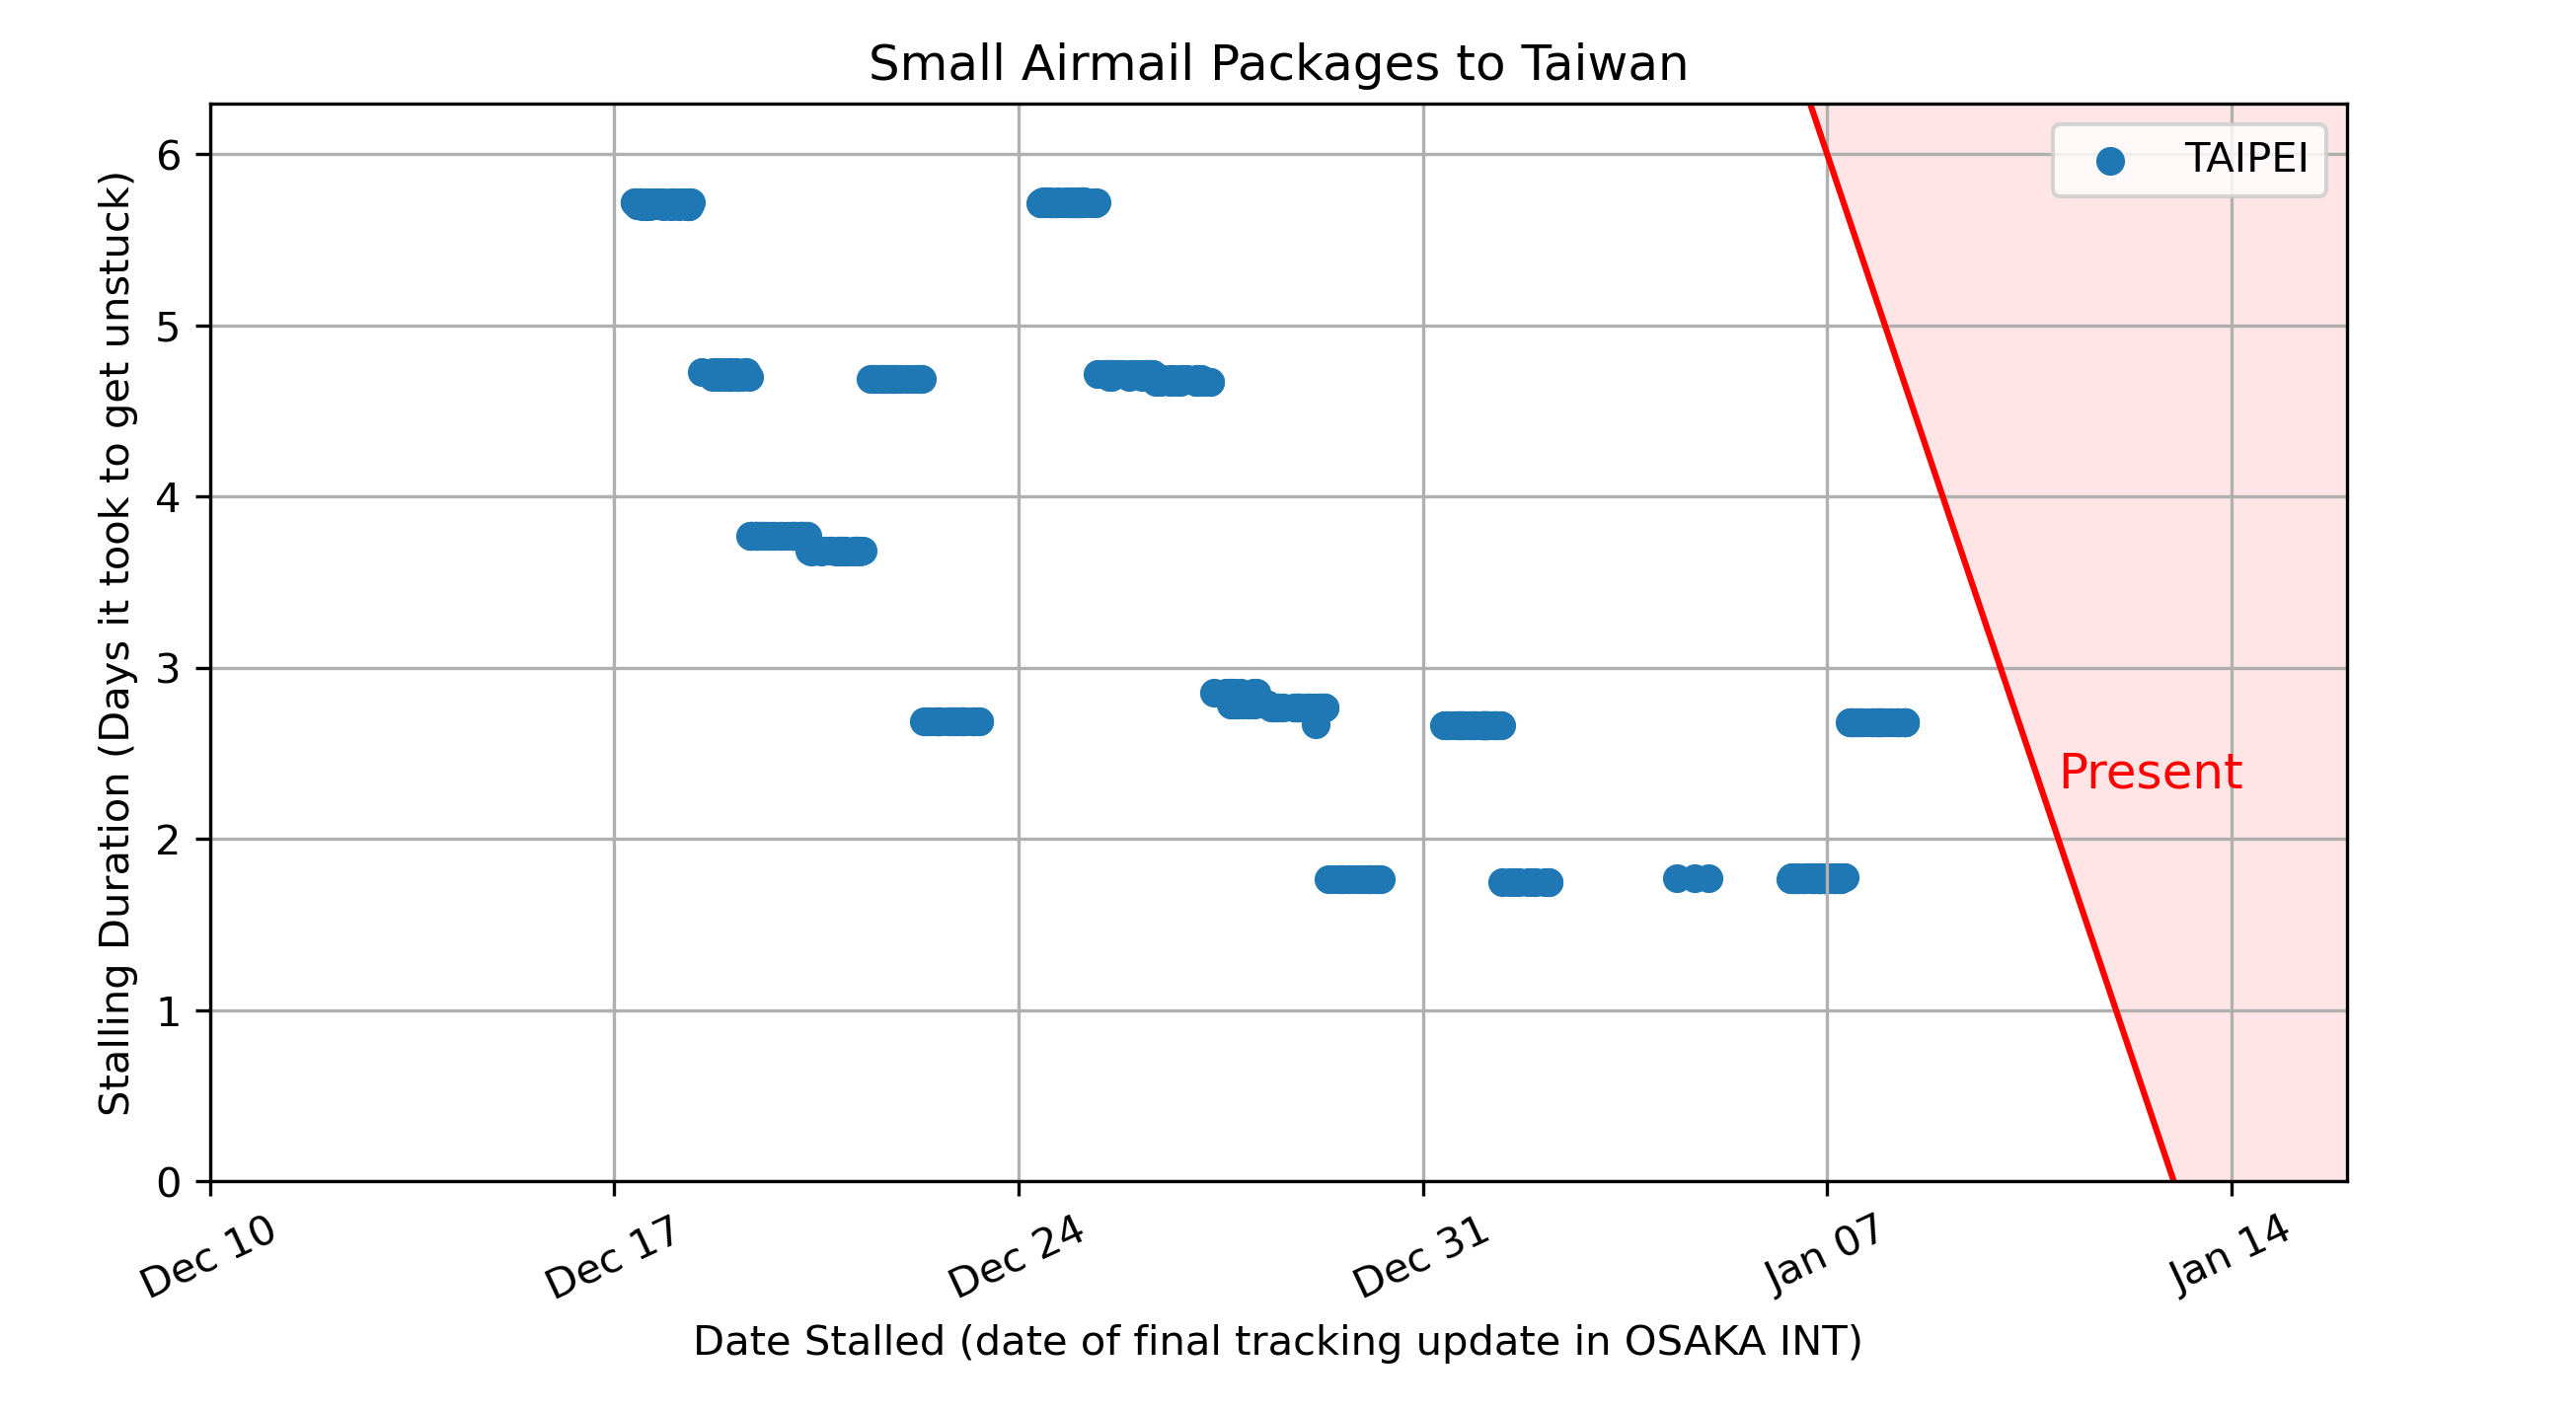 Small Airmail Packages to Taiwan
TAIPEI
Present
Stalling Duration (Days it took to get unstuck)
6
5
4
3
2
1
0
Dec 10
Dec 17
Dec 24
Dec 31
Jan 07
Jan 14
Date Stalled (date of final tracking update in OSAKA INT)